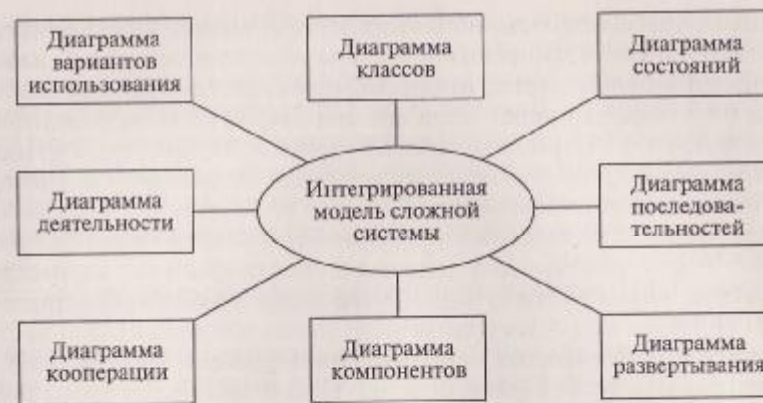 Диаграмма
вариантов
использования
Диаграмма
классов
Диаграмма
состояний
Диаграмма
деятельности
Интегрированная
модель сложной
системы
Диаграмма
последова-
тельностей
Диаграмма
кооперации
Диаграмма
компонентов
Диаграмма
развертывания